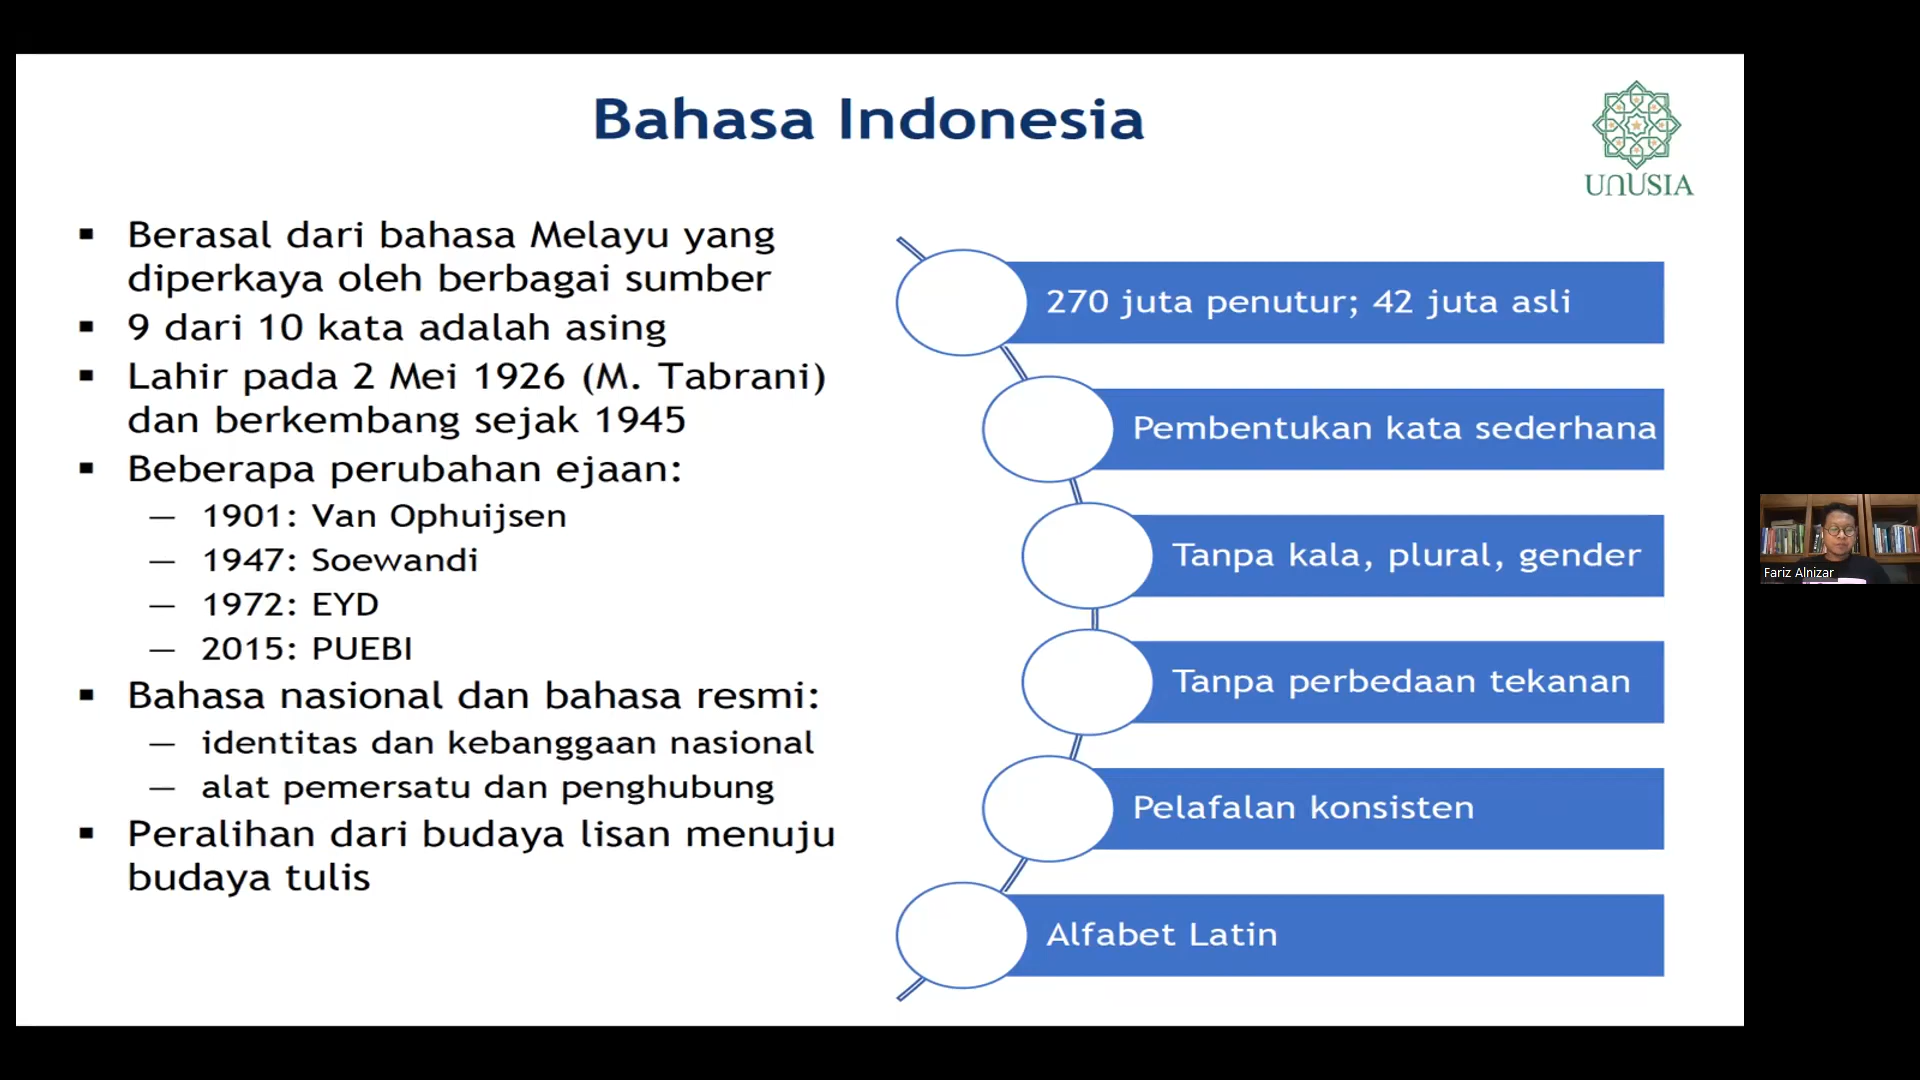 Bahasa Indonesia
UNUSIA
▪ Berasal dari bahasa Melayu yang
diperkaya oleh berbagai sumber
▪ 9 dari 10 kata adalah asing
▪ Lahir pada 2 Mei 1926 (M. Tabrani)
dan berkembang sejak 1945
▪ Beberapa perubahan ejaan:
— 1901: Van Ophuijsen
— 1947: Soewandi
— 1972: EYD
— 2015: PUEBI
▪ Bahasa nasional dan bahasa resmi:
— identitas dan kebanggaan nasional
— alat pemersatu dan penghubung
▪ Peralihan dari budaya lisan menuju
budaya tulis
270 juta penutur; 42 juta asli
Pembentukan kata sederhana
Tanpa kala, plural, gender
Tanpa perbedaan tekanan
Pelafalan konsisten
Alfabet Latin
Fariz Alnizar